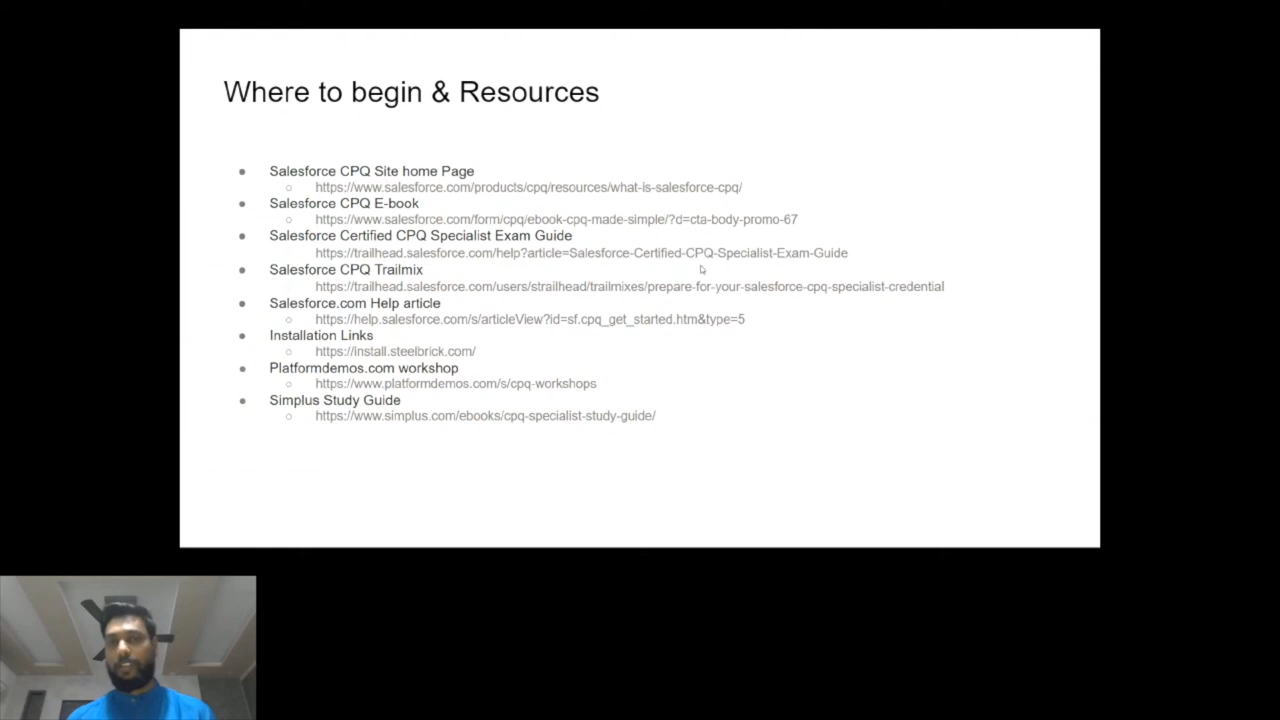 Where to begin & Resources
Salesforce CPQ Site home Page
https://www.salesforce.com/products/cpq/resources/what-is-salesforce-cpq/
Salesforce CPQ E-book
https://www.salesforce.com/form/cpq/ebook-cpq-made-simple/?d=cta-body-promo-67
Salesforce Certified CPQ Specialist Exam Guide
https://trailhead.salesforce.com/help?article=Salesforce-Certified-CPQ-Specialist-Exam-Guide
Salesforce CPQ Trailmix
https://trailhead.salesforce.com/users/strailhead/trailmixes/prepare-for-your-salesforce-cpq-specialist-credential
Salesforce.com Help article
https://help.salesforce.com/s/articleView?id=sf.cpq_get_started.htm&type=5
Installation Links
https://install.steelbrick.com/
Platformdemos.com workshop
https://www.platformdemos.com/s/cpq-workshops
Simplus Study Guide
https://www.simplus.com/ebooks/cpq-specialist-study-guide/